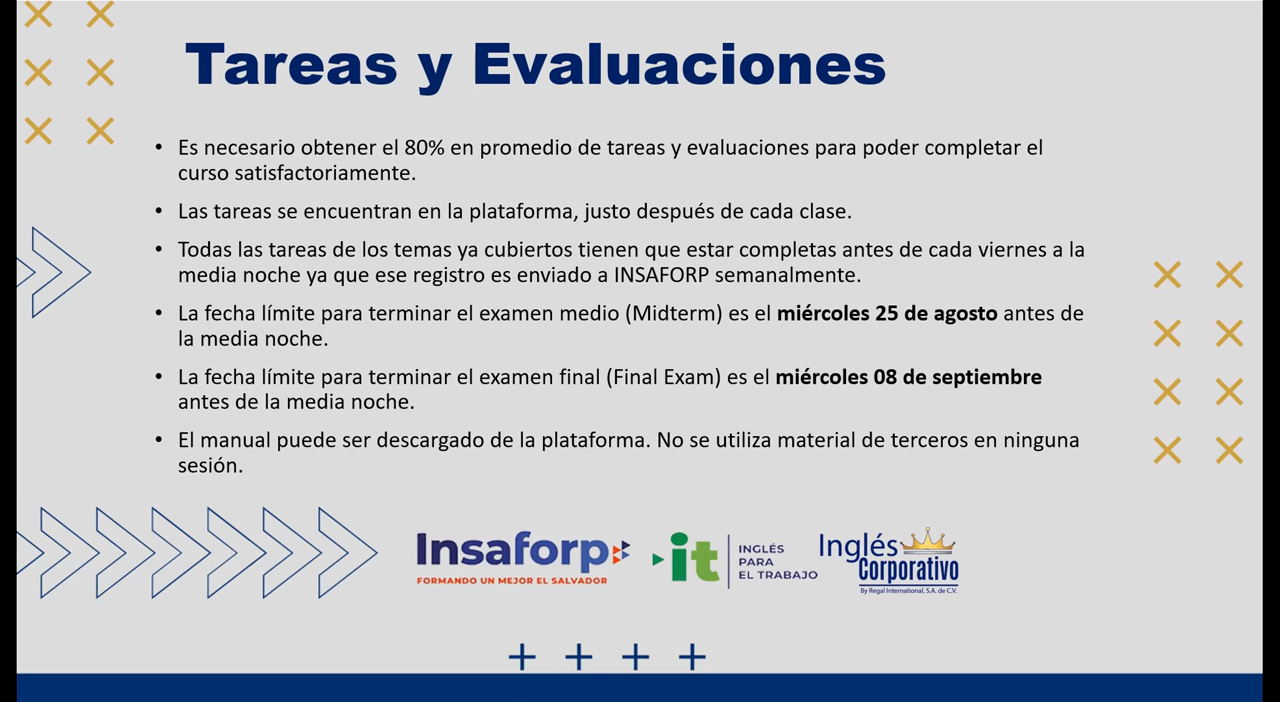 Tareas y Evaluaciones
• Es necesario obtener el 80% en promedio de tareas y evaluaciones para poder completar el
curso satisfactoriamente.
• Las tareas se encuentran en la plataforma, justo después de cada clase.
• Todas las tareas de los temas ya cubiertos tienen que estar completas antes de cada viernes a la
media noche ya que ese registro es enviado a INSAFORP semanalmente.
• La fecha límite para terminar el examen medio (Midterm) es el miércoles 25 de agosto antes de
la media noche.
• La fecha límite para terminar el examen final (Final Exam) es el miércoles 08 de septiembre
antes de la media noche.
• El manual puede ser descargado de la plataforma. No se utiliza material de terceros en ninguna
sesión.
Insaforp
FORMANDO UN MEJOR EL SALVADOR
it
INGLÉS
PARA
EL TRABAJO
Inglés
Corporativo
By Regal International, S.A. de C.V.